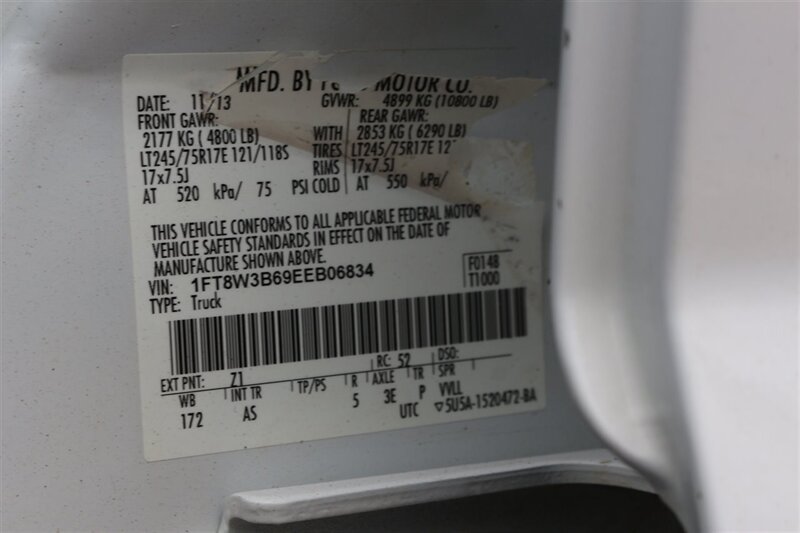 MFD. BY MOTOR CO.
DATE: 11/13 GVWR: 4899 KG (10800 LB)
FRONT GAWR: REAR GAWR:
2177 KG ( 4800 LB) WITH 2853 KG ( 6290 LB)
LT245/75R17E 121/118S TIRES LT245/75R17E
17x7.5J RIMS 17x7.5J
AT 520 kPa/ 75 PSI COLD AT 550 kPa/
THIS VEHICLE CONFORMS TO ALL APPLICABLE FEDERAL MOTOR
VEHICLE SAFETY STANDARDS IN EFFECT ON THE DATE OF
MANUFACTURE SHOWN ABOVE.
VIN: 1FT8W3B69EEB06834 F0148
TYPE: Truck T1000
EXT PNT: Z1 RC: 52 DSO:
WB INT TR TP/PS R AXLE TR SPR
172 AS 5 3E P VVLL
UTC ▽5U5A-1520472-BA